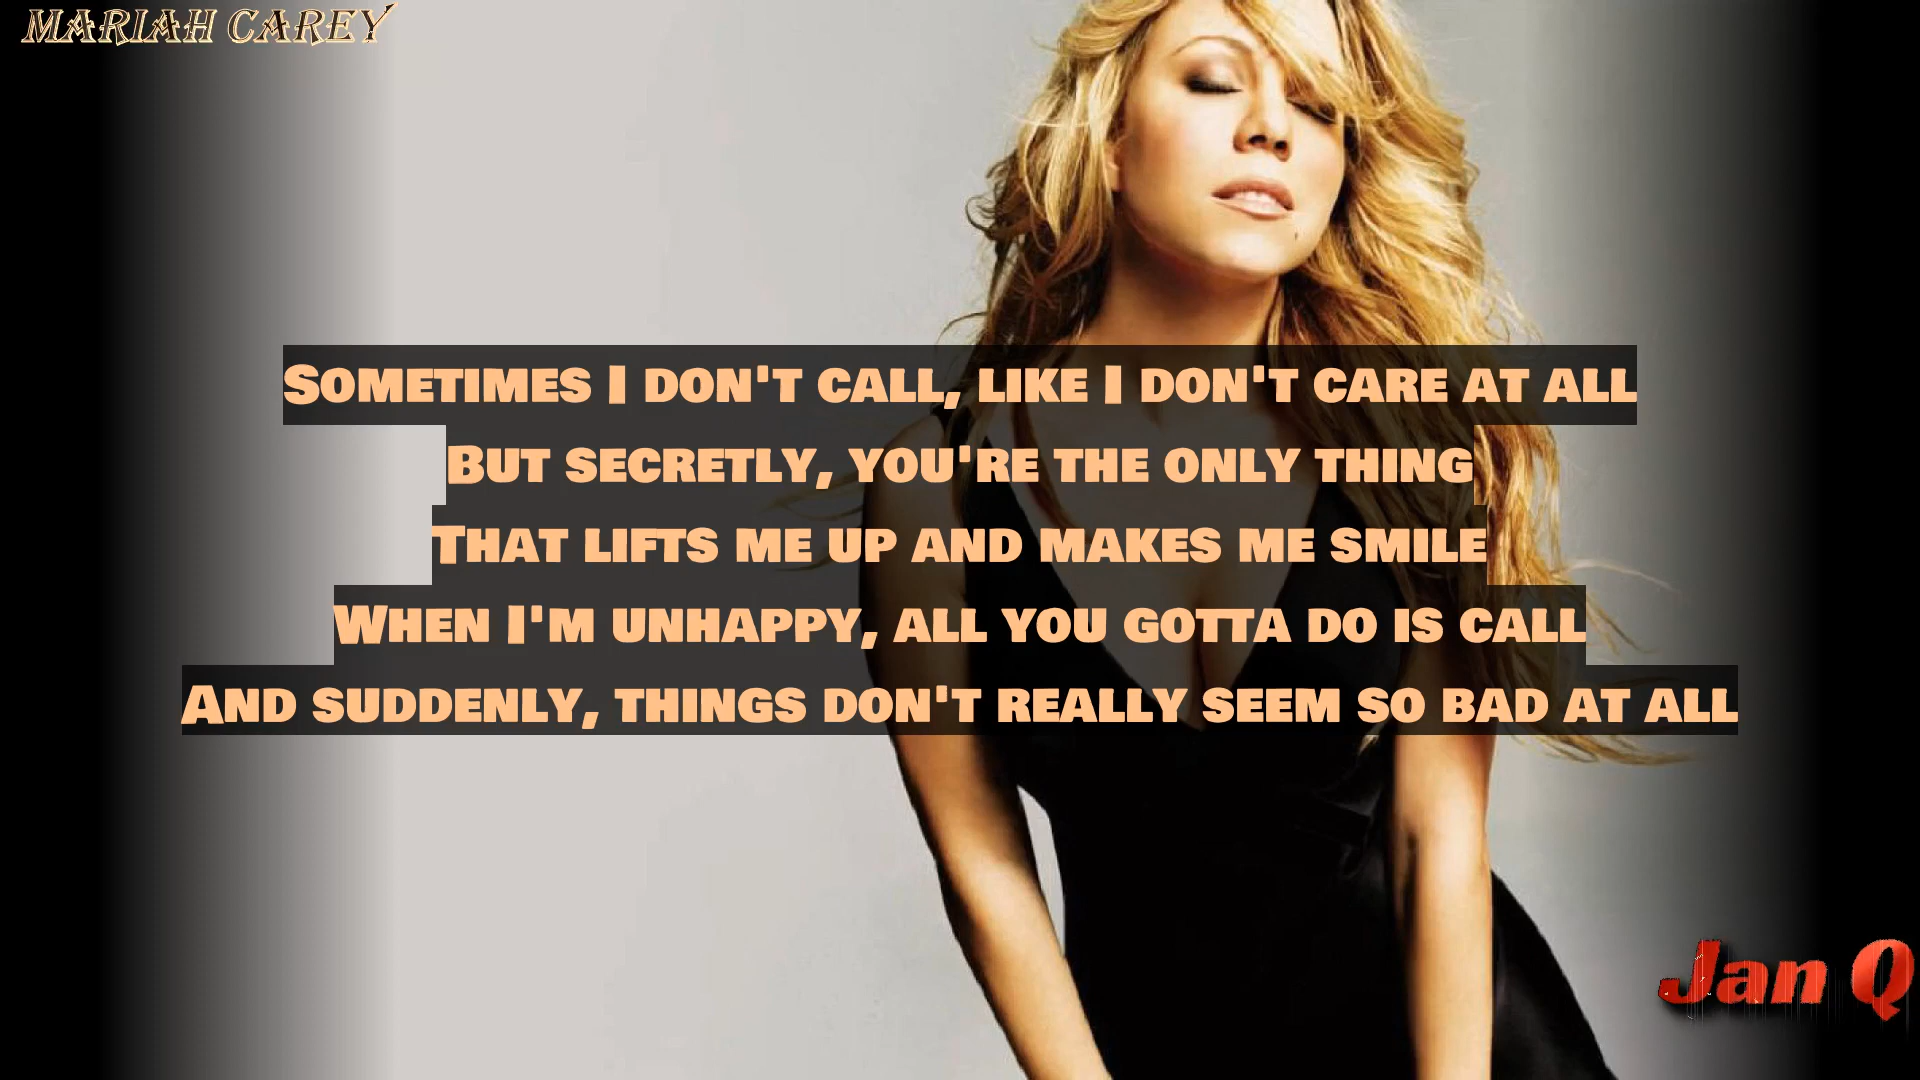 MARIAH CAREY
Sometimes I don't call, like I don't care at all
But secretly, you're the only thing
That lifts me up and makes me smile
When I'm unhappy, all you gotta do is call
And suddenly, things don't really seem so bad at all
Jan Q